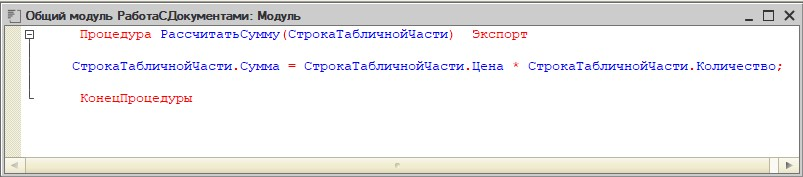 Общий модуль РаботаСДокументами: Модуль
Процедура РассчитатьСумму(СтрокаТабличнойЧасти) Экспорт
СтрокаТабличнойЧасти.Сумма = СтрокаТабличнойЧасти.Цена * СтрокаТабличнойЧасти.Количество;
КонецПроцедуры